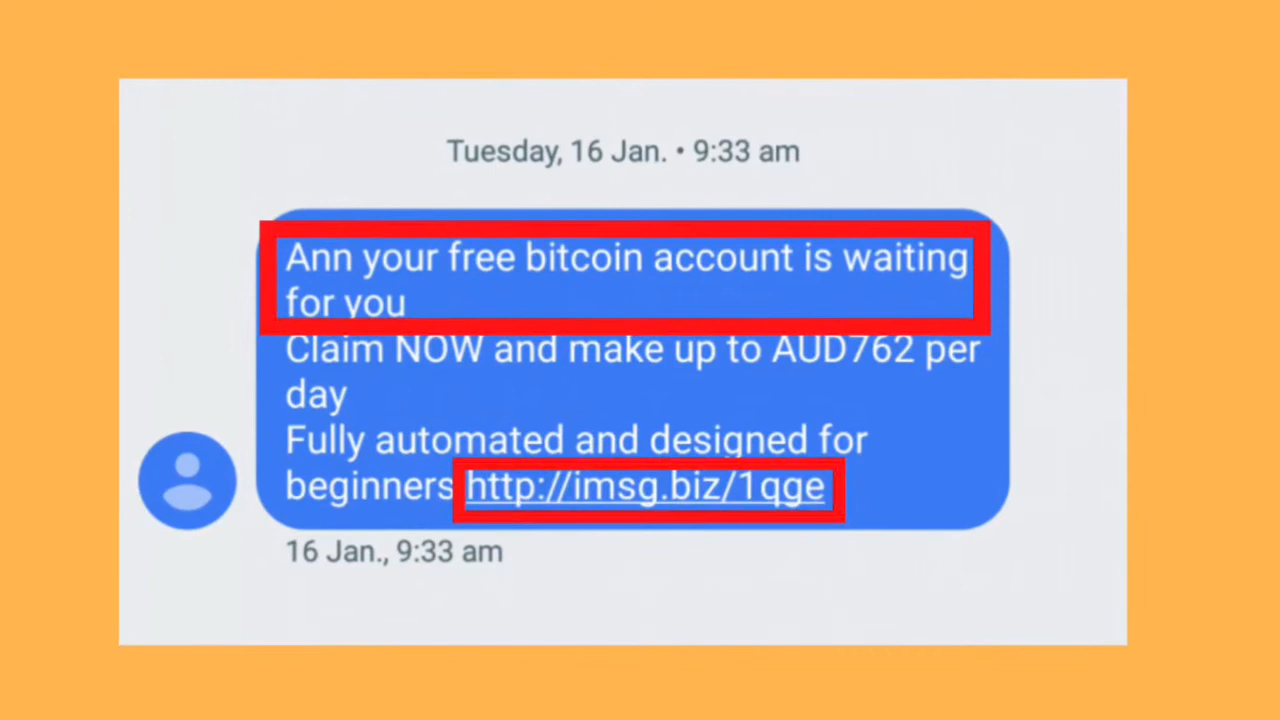 Tuesday, 16 Jan. • 9:33 am
Ann your free bitcoin account is waiting
for you
Claim NOW and make up to AUD762 per
day
Fully automated and designed for
beginners http://imsg.biz/1qge
16 Jan., 9:33 am